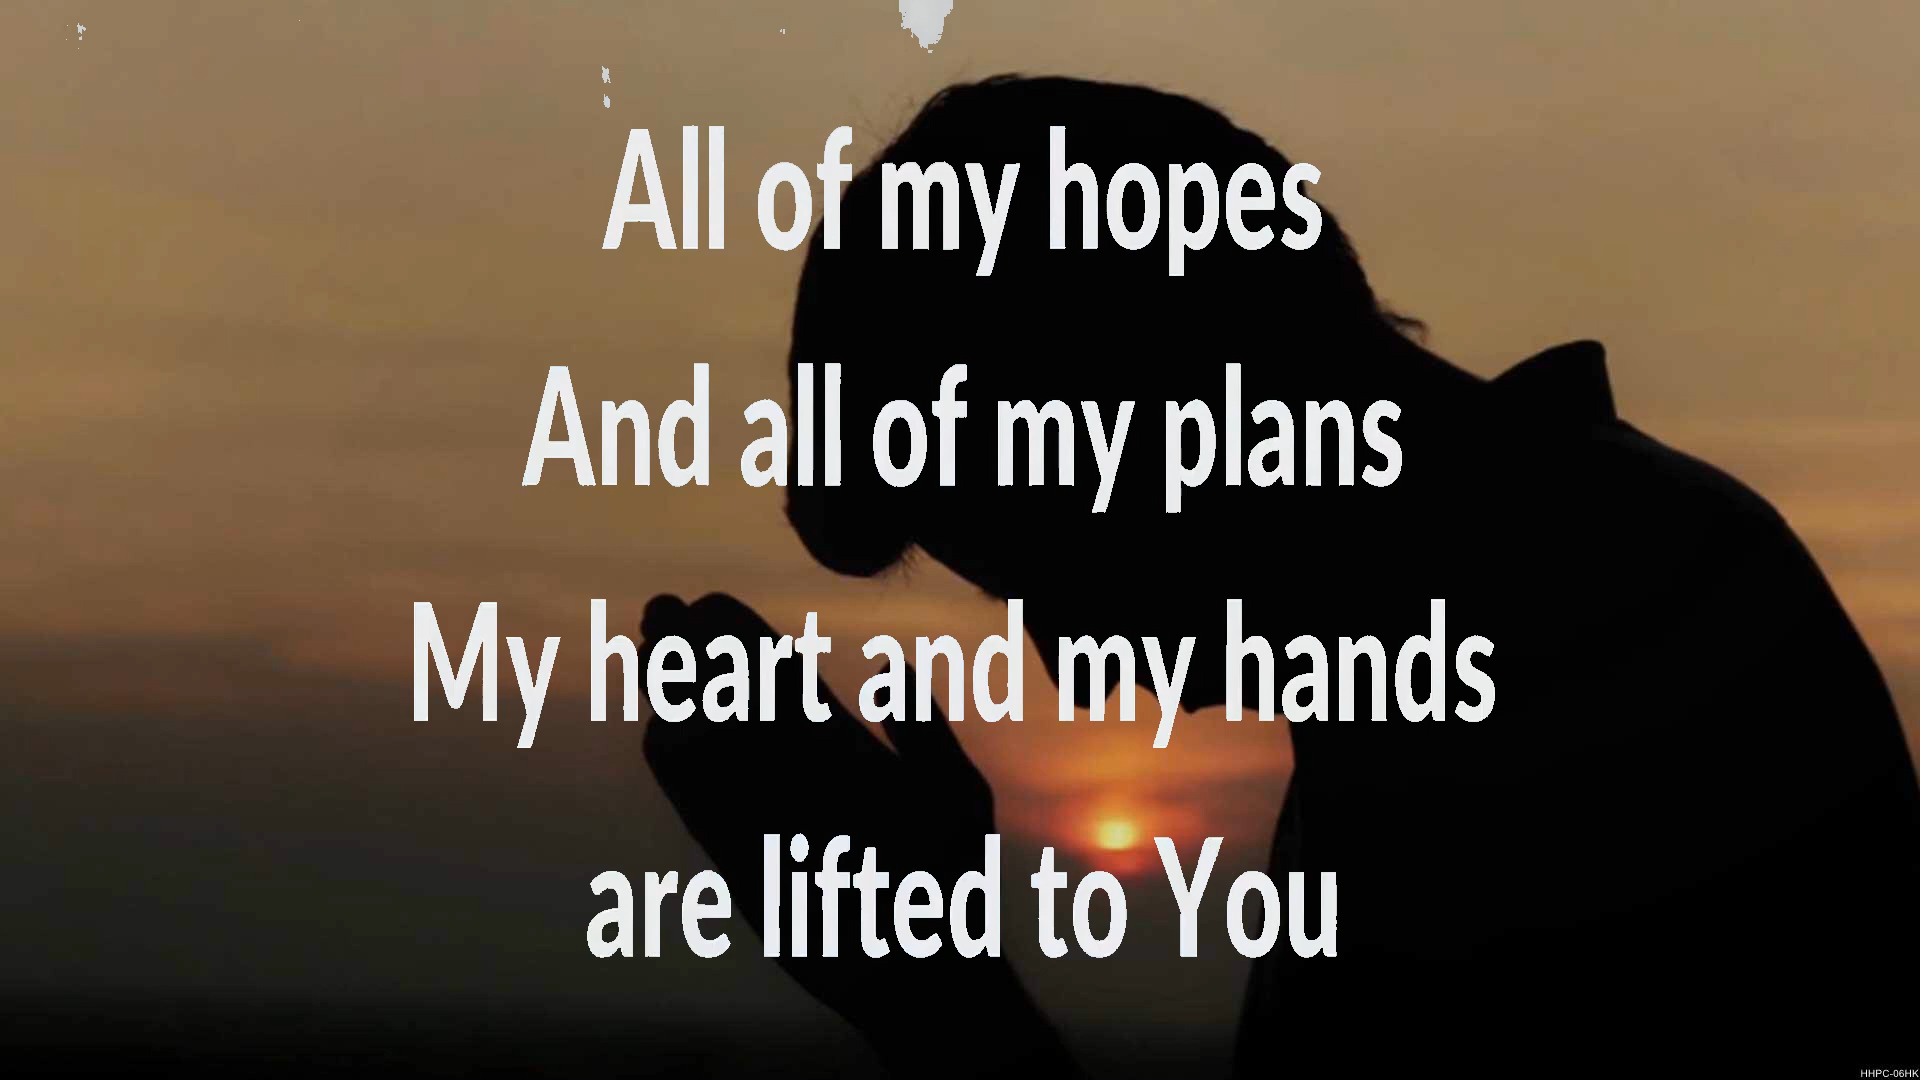 All of my hopes
And all of my plans
My heart and my hands
are lifted to You
HHPC-06HK